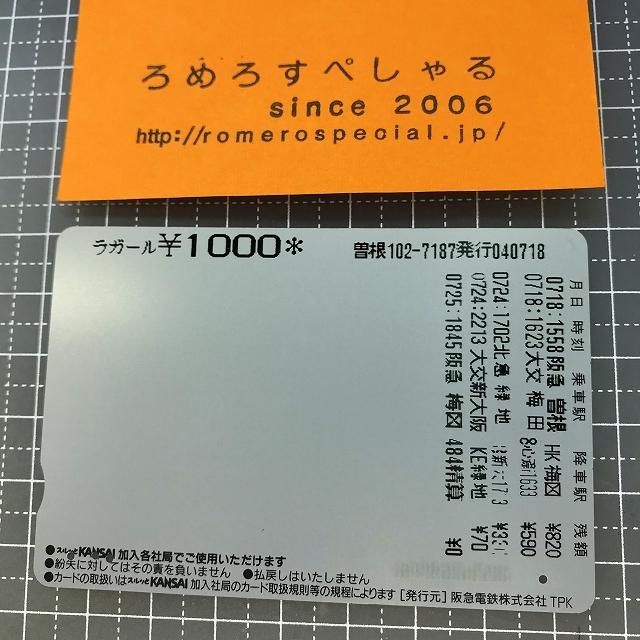 ろめろすぺしゃる
since 2006
http://romerospecial.jp/
ラガール￥1000＊
曽根102-7187発行040718
月日 時刻 乗車駅 降車駅 残額
0718:1558阪急 曽根 HK 梅田 ¥820
0718:1623大交 梅田 ¥590
0724:1702北急 緑地
0724:2213大交新大阪 KE緑地 ¥70
0725:1845阪急 梅田 484精算 ¥0
●スルッとKANSAI 加入各社局でご使用いただけます
●紛失に対してはその責を負いません ●払戻しはいたしません
●カードの取扱いはスルッとKANSAI 加入社局のカード取扱規則等の規程によります [発行元] 阪急電鉄株式会社 TPK